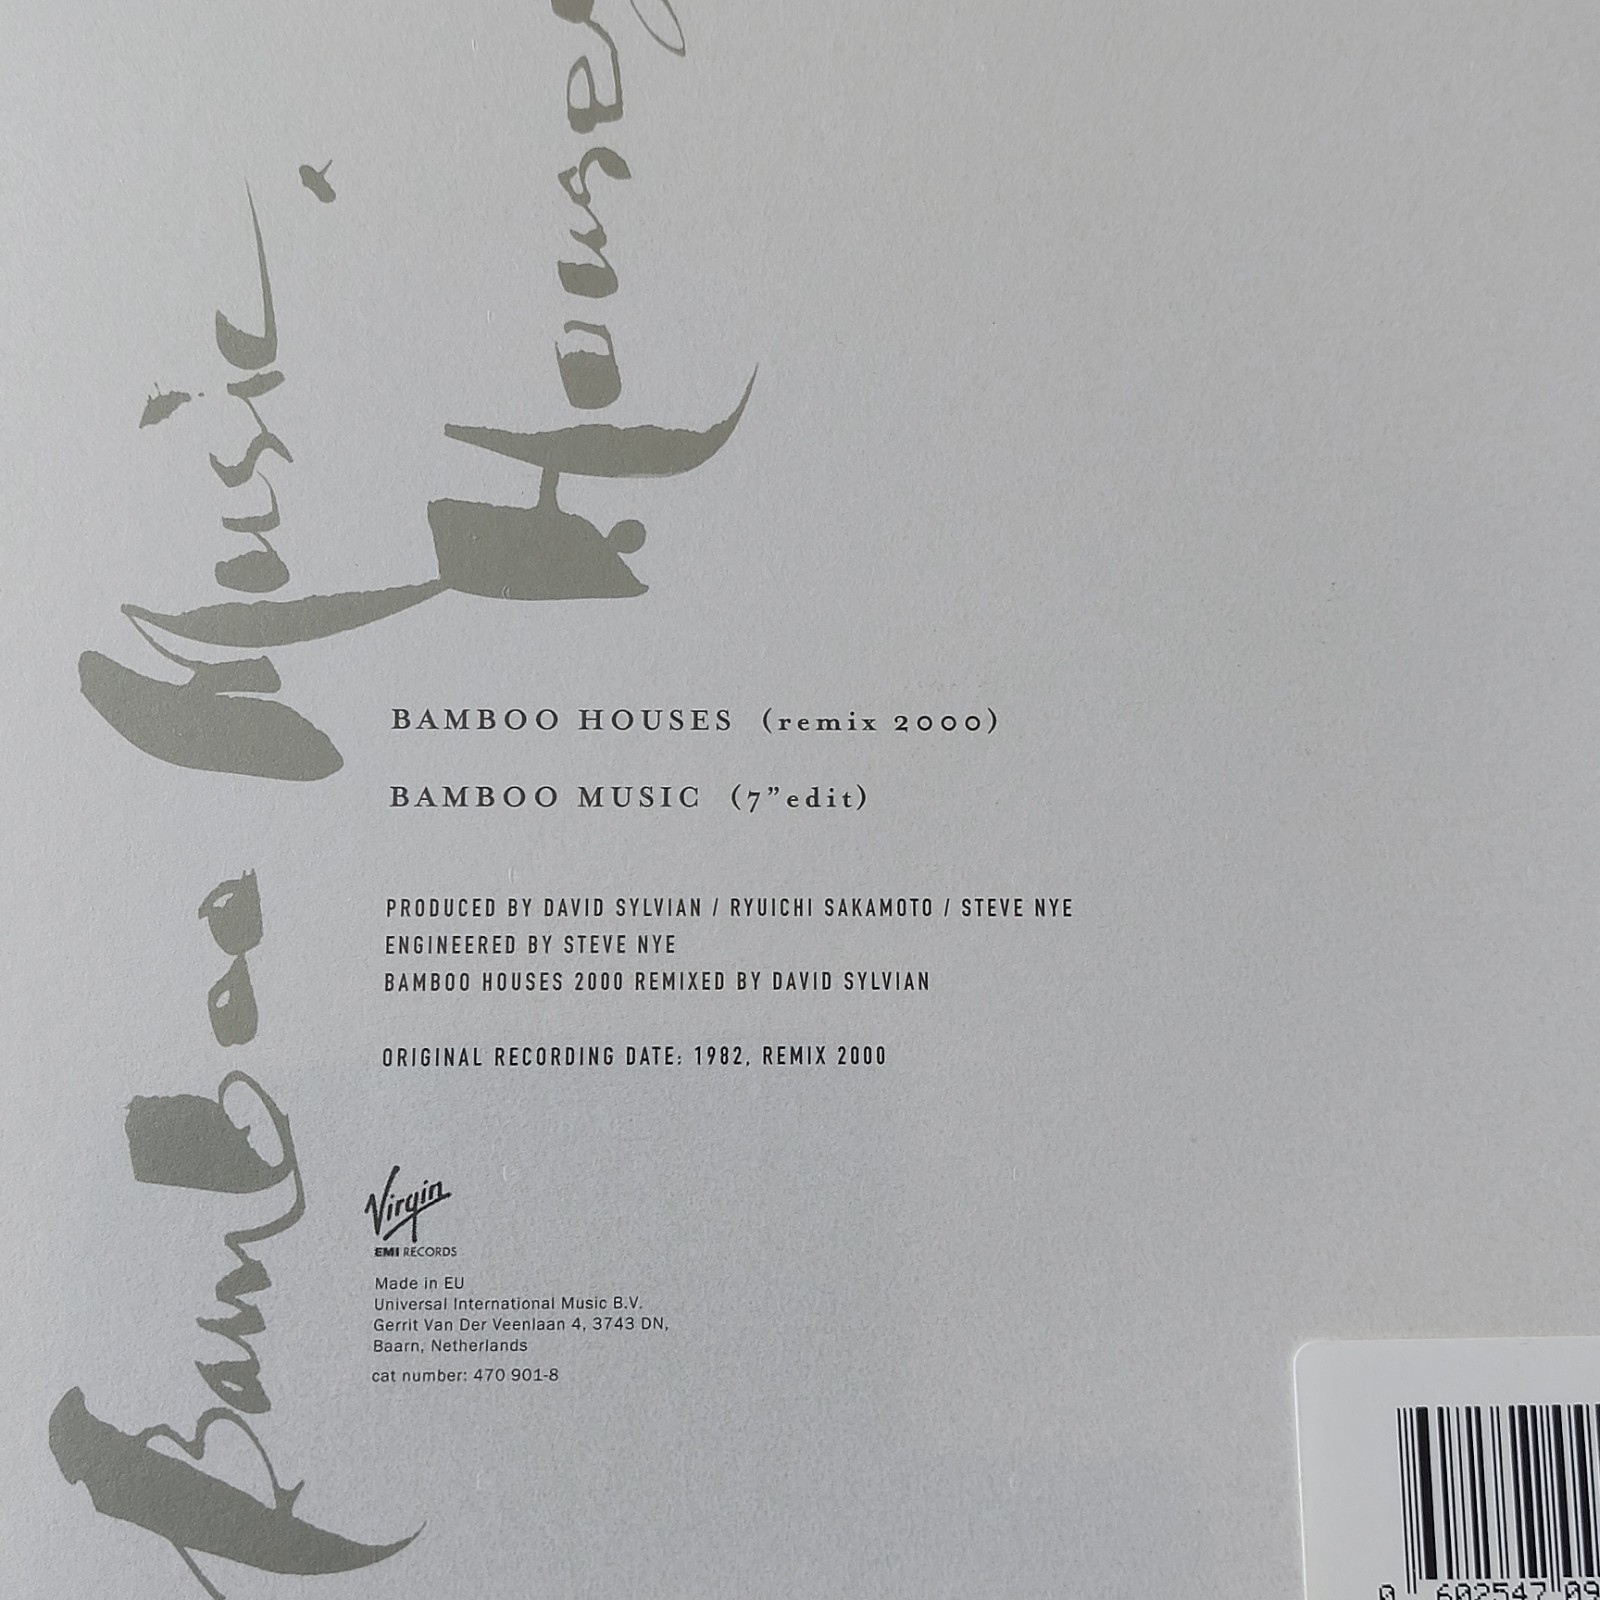 Bamboo Music.
Houses
BAMBOO HOUSES (remix 2000)
BAMBOO MUSIC (7”edit)
PRODUCED BY DAVID SYLVIAN / RYUICHI SAKAMOTO / STEVE NYE
ENGINEERED BY STEVE NYE
BAMBOO HOUSES 2000 REMIXED BY DAVID SYLVIAN
ORIGINAL RECORDING DATE: 1982, REMIX 2000
Virgin
EMI RECORDS
Made in EU
Universal International Music B.V.
Gerrit Van Der Veenlaan 4, 3743 DN,
Baarn, Netherlands
cat number: 470 901-8
0 602547 09